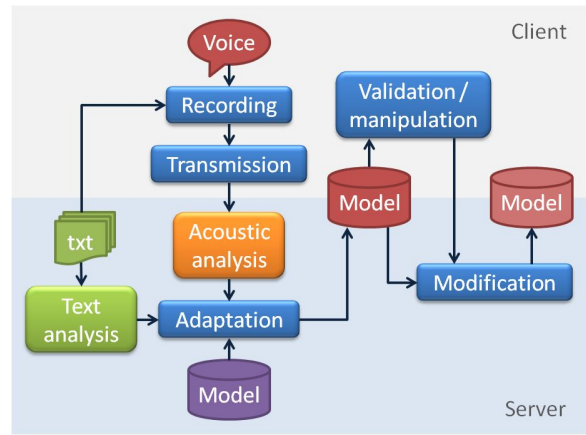 Client
Voice
Recording
Validation /
manipulation
Transmission
Model
Model
txt
Acoustic
analysis
Modification
Text
analysis
Adaptation
Model
Server